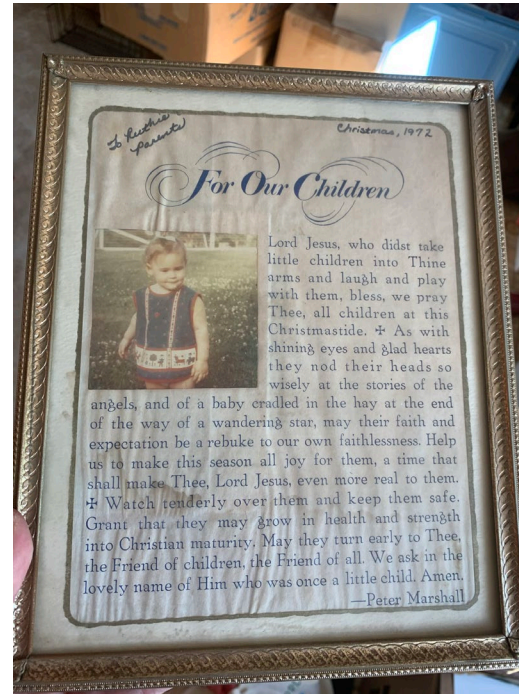 To Ruthie
Parents
Christmas, 1972
For Our Children
Lord Jesus, who didst take
little children into Thine
arms and laugh and play
with them, bless, we pray
Thee, all children at this
Christmastide. ✠ As with
shining eyes and glad hearts
they nod their heads so
wisely at the stories of the
angels, and of a baby cradled in the hay at the end
of the way of a wandering star, may their faith and
expectation be a rebuke to our own faithlessness. Help
us to make this season all joy for them, a time that
shall make Thee, Lord Jesus, even more real to them.
✠ Watch tenderly over them and keep them safe.
Grant that they may grow in health and strength
into Christian maturity. May they turn early to Thee,
the Friend of children, the Friend of all. We ask in the
lovely name of Him who was once a little child. Amen.
—Peter Marshall